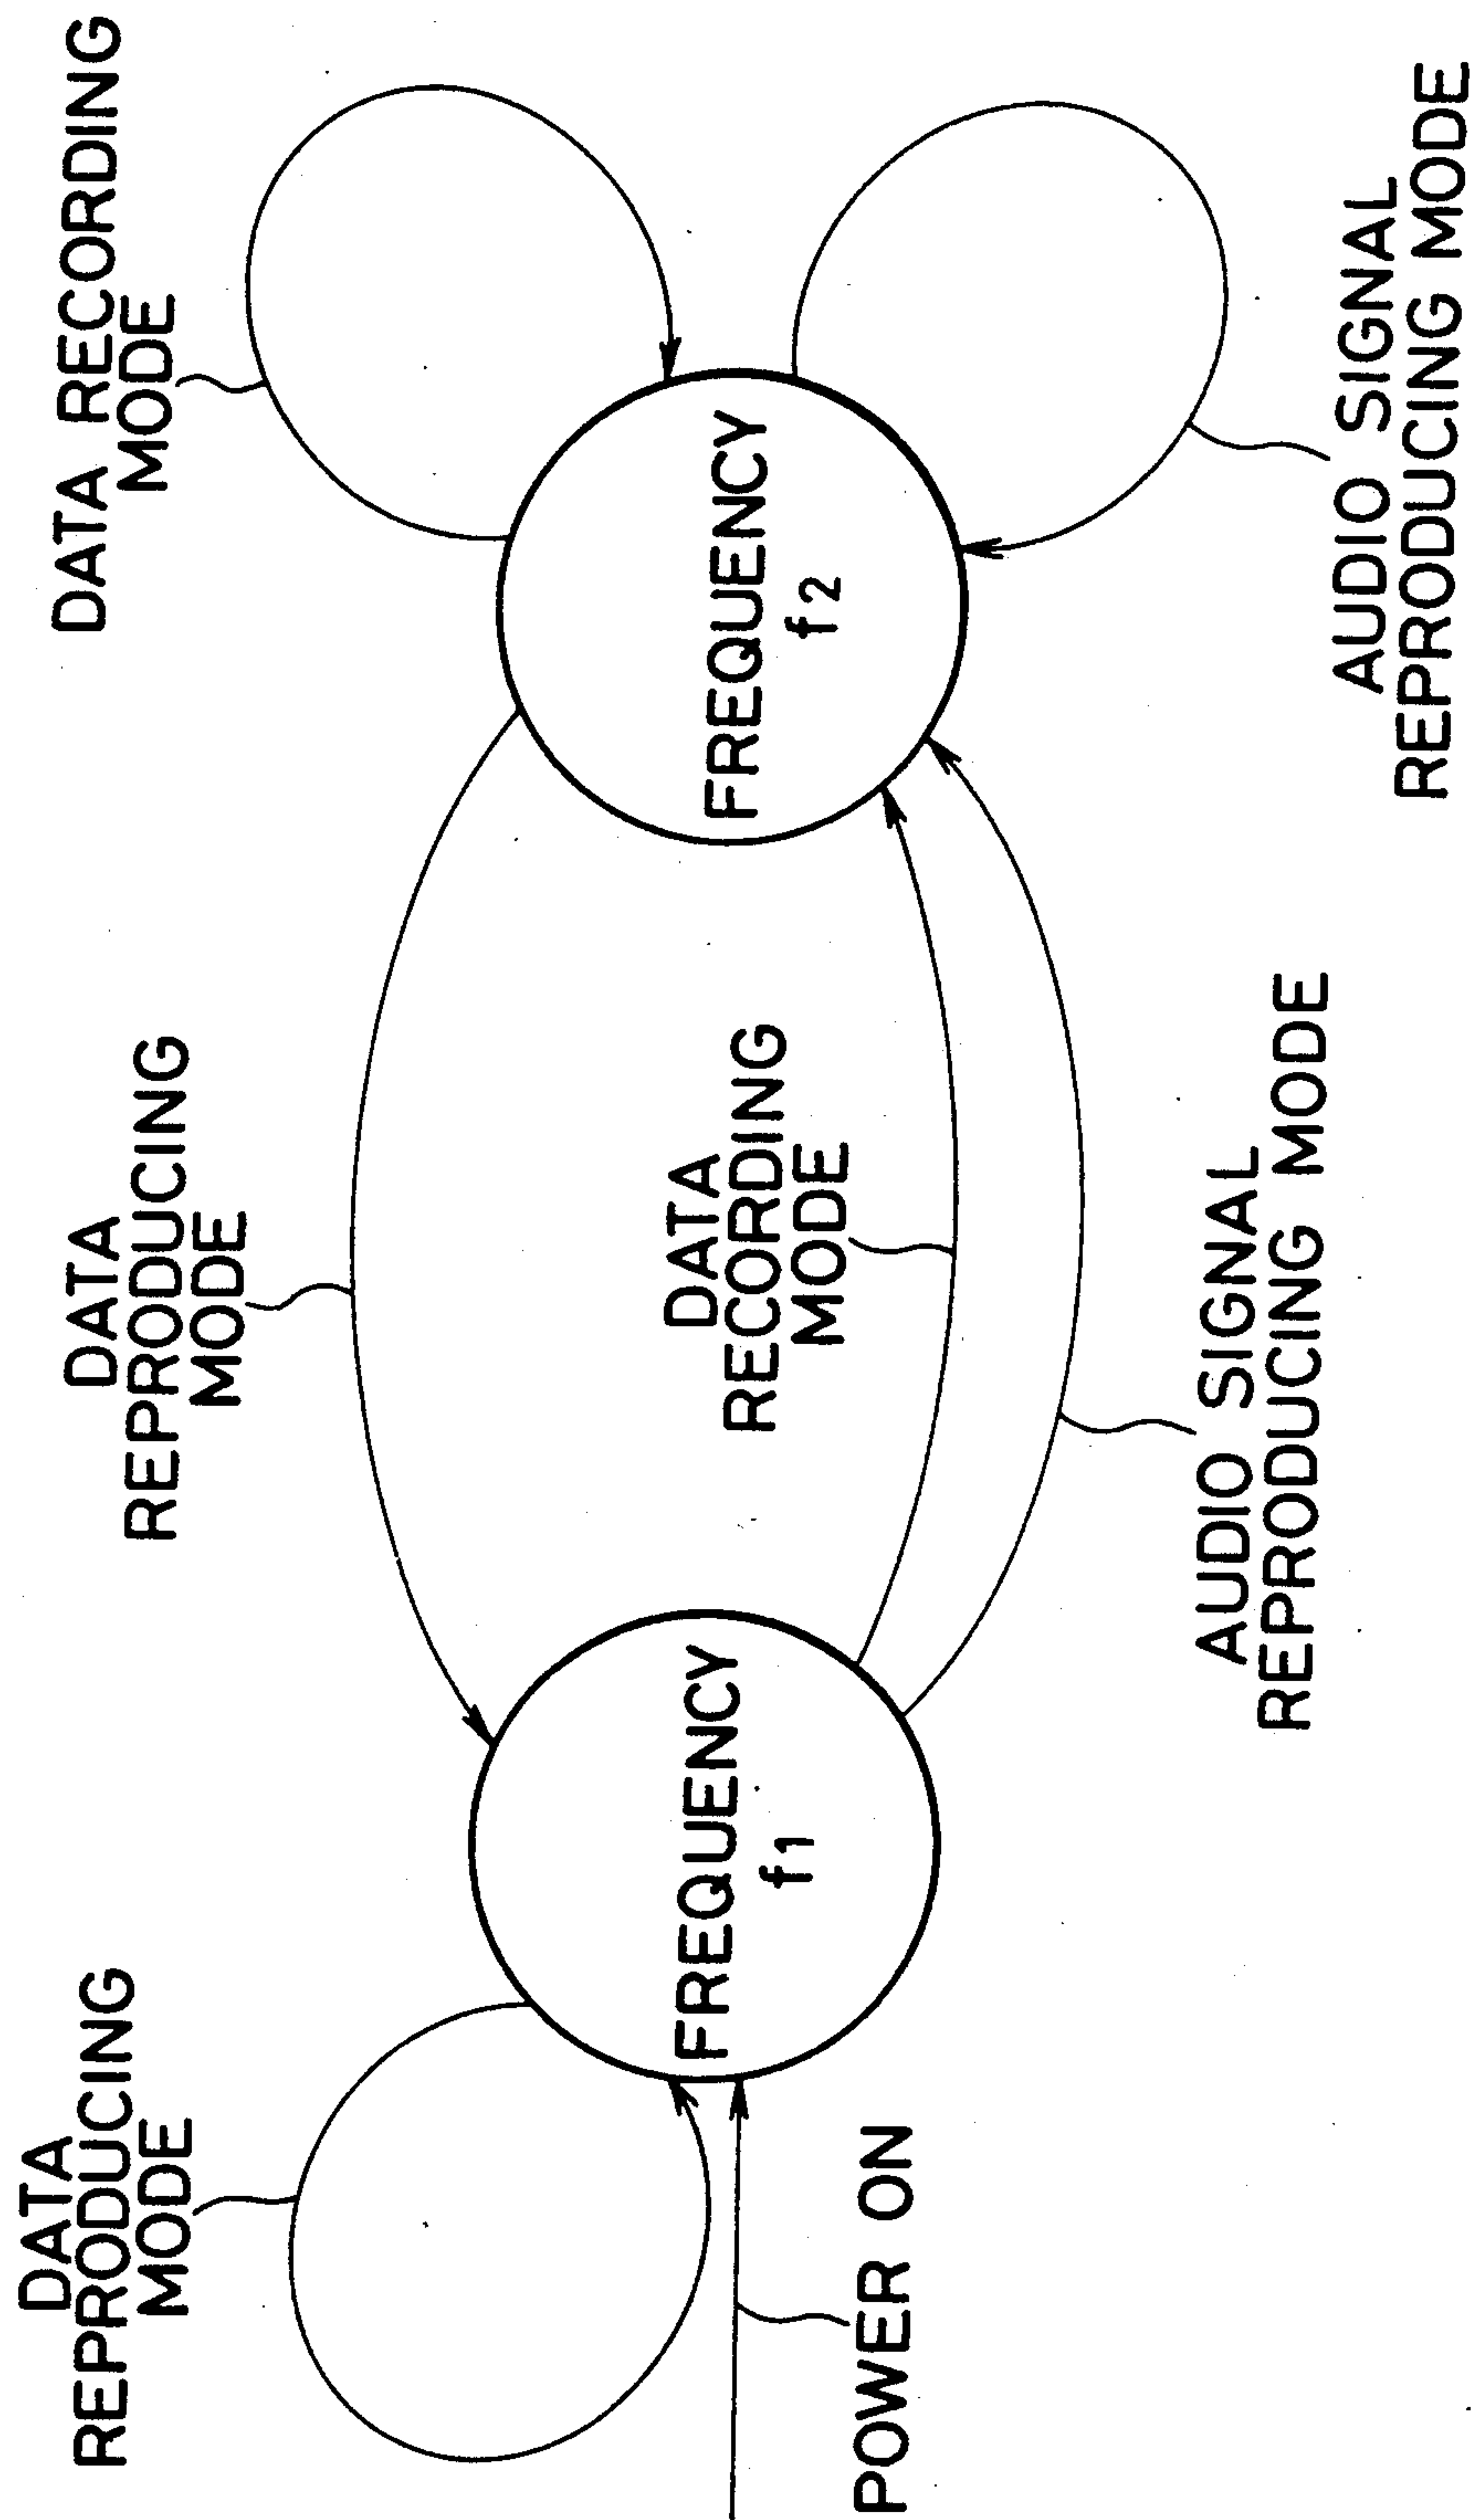 DATA
REPRODUCING
MODE
POWER ON
FREQUENCY
f1
DATA
REPRODUCING
MODE
DATA
RECORDING
MODE
AUDIO SIGNAL
REPRODUCING MODE
FREQUENCY
f2
DATA RECORDING
MODE
AUDIO SIGNAL
REPRODUCING MODE